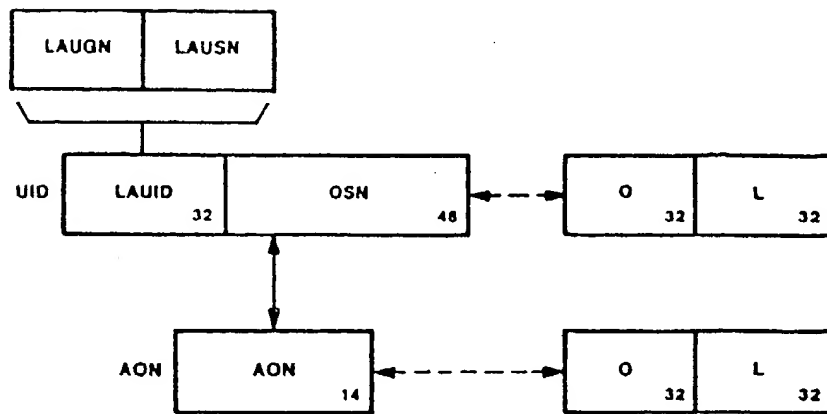 LAUGN LAUSN
UID LAUID 32 OSN 48 O 32 L 32
AON AON 14 O 32 L 32